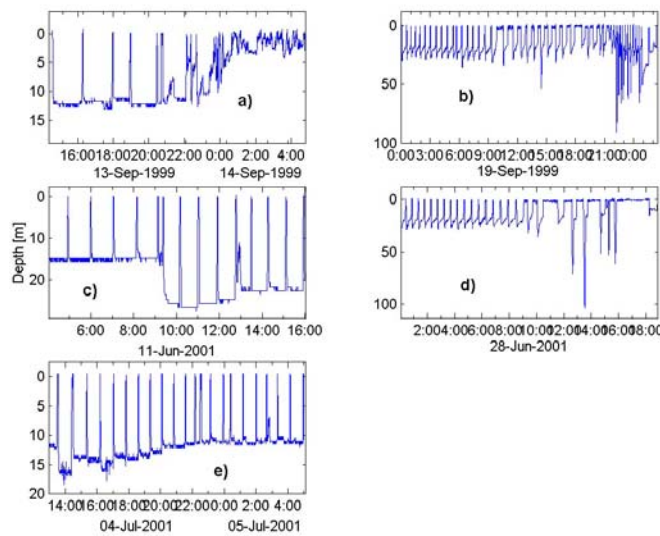 0
5
10
15
a)
16:00 18:00 20:00 22:00 0:00 2:00 4:00
13-Sep-1999 14-Sep-1999
0
50
100
b)
0:00 3:00 6:00 9:00 12:00 15:00 18:00 21:00 0:00
19-Sep-1999
Depth [m]
0
10
20
c)
6:00 8:00 10:00 12:00 14:00 16:00
11-Jun-2001
0
50
100
d)
2:00 4:00 6:00 8:00 10:00 12:00 14:00 16:00 18:00
28-Jun-2001
0
5
10
15
20
e)
14:00 16:00 18:00 20:00 22:00 0:00 2:00 4:00
04-Jul-2001 05-Jul-2001